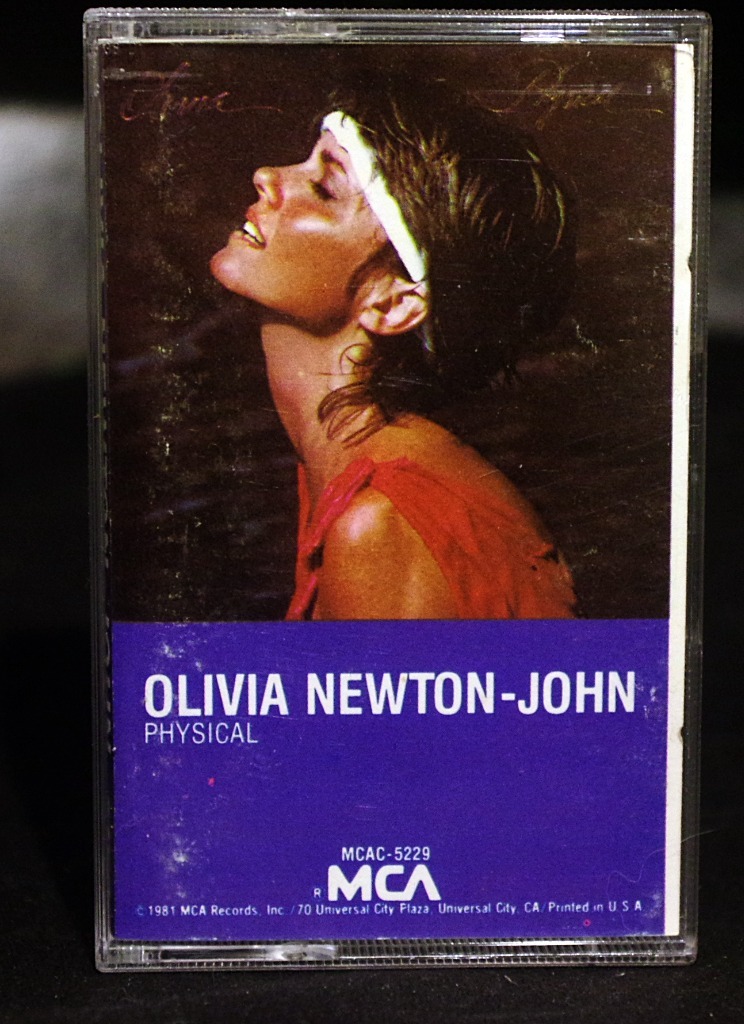 OLIVIA NEWTON-JOHN
PHYSICAL
MCAC-5229
R MCA
© 1981 MCA Records, Inc. /70 Universal City Plaza, Universal City, CA/Printed in U S A